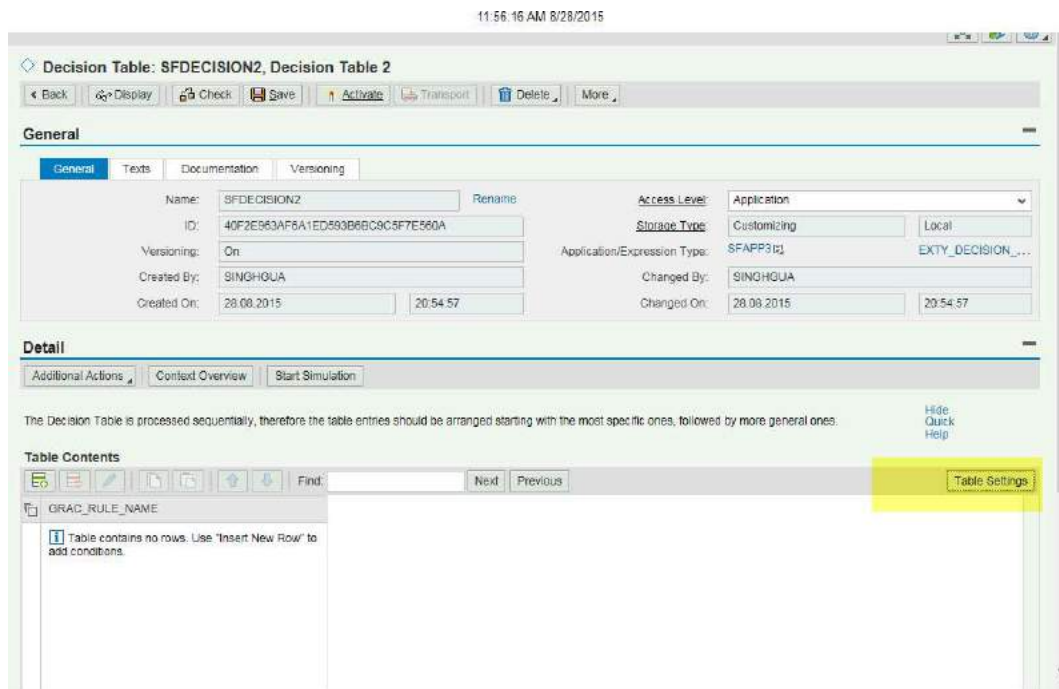 11:56:16 AM 8/28/2015
Decision Table: SFDECISION2, Decision Table 2
Back Display Check Save Activate Transport Delete More
General
General Texts Documentation Versioning
Name: SFDECISION2 Rename Access Level: Application
ID: 40F2E963AF6A1ED593B6BC9C5F7E560A Storage Type: Customizing Local
Versioning: On Application/Expression Type: SFAPP3 EXTY_DECISION_...
Created By: SINGHGUA Changed By: SINGHGUA
Created On: 28.08.2015 20:54:57 Changed On: 28.08.2015 20:54:57
Detail
Additional Actions Context Overview Start Simulation
The Decision Table is processed sequentially, therefore the table entries should be arranged starting with the most specific ones, followed by more general ones.
Hide
Quick
Help
Table Contents
Find: Next Previous Table Settings
GRAC_RULE_NAME
Table contains no rows. Use "Insert New Row" to
add conditions.